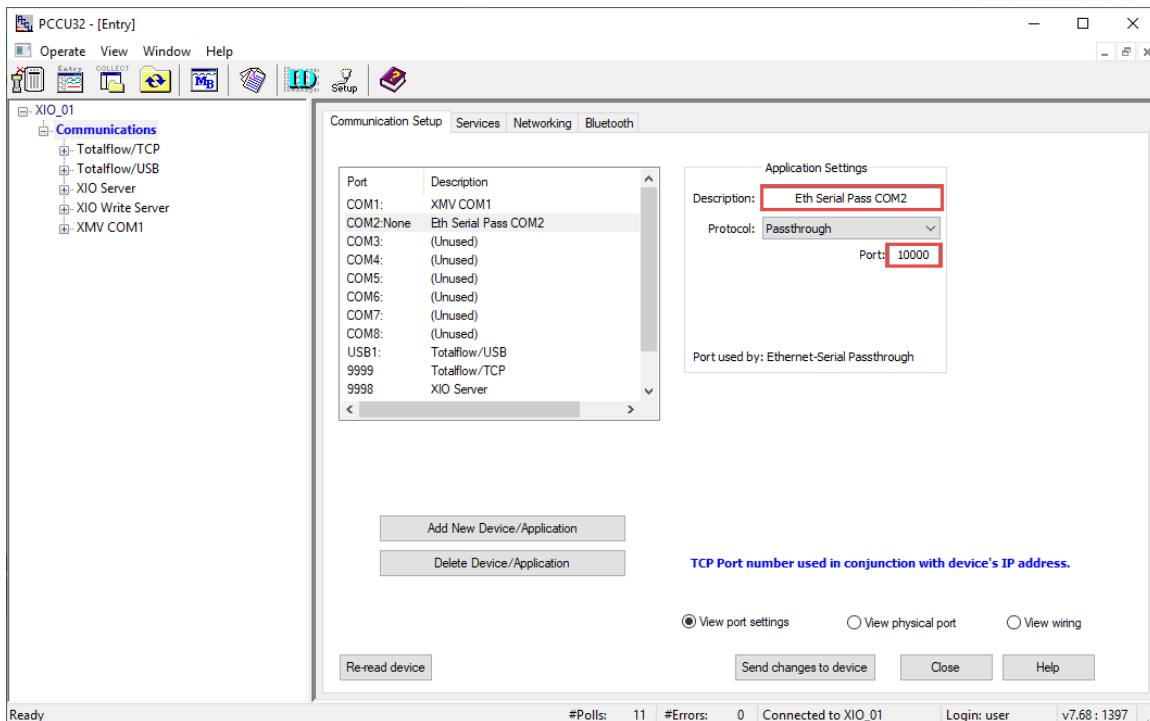 PCCU32 - [Entry]
Operate View Window Help
Entry COLLECT MB ID Manager Setup
XIO_01
Communications
Totalflow/TCP
Totalflow/USB
XIO Server
XIO Write Server
XMV COM1
Communication Setup Services Networking Bluetooth
Port Description
COM1: XMV COM1
COM2:None Eth Serial Pass COM2
COM3: (Unused)
COM4: (Unused)
COM5: (Unused)
COM6: (Unused)
COM7: (Unused)
COM8: (Unused)
USB1: Totalflow/USB
9999 Totalflow/TCP
9998 XIO Server
Application Settings
Description: Eth Serial Pass COM2
Protocol: Passthrough
Port: 10000
Port used by: Ethernet-Serial Passthrough
Add New Device/Application
Delete Device/Application
TCP Port number used in conjunction with device's IP address.
View port settings View physical port View wiring
Re-read device Send changes to device Close Help
Ready #Polls: 11 #Errors: 0 Connected to XIO_01 Login: user v7.68 : 1397